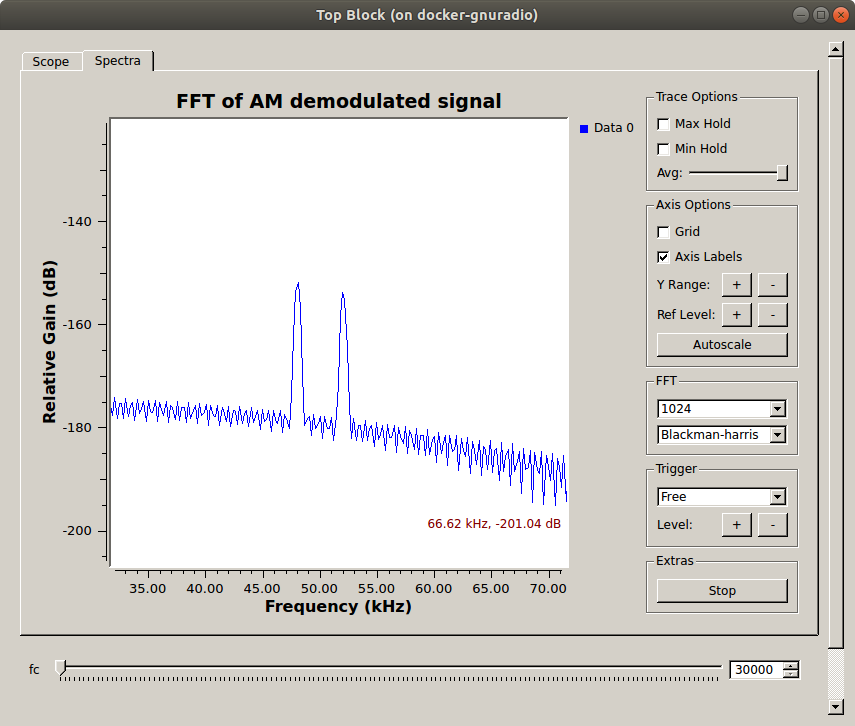 Top Block (on docker-gnuradio)
Scope
Spectra
FFT of AM demodulated signal
Data 0
Relative Gain (dB)
-140
-160
-180
-200
66.62 kHz, -201.04 dB
35.00 40.00 45.00 50.00 55.00 60.00 65.00 70.00
Frequency (kHz)
Trace Options
Max Hold
Min Hold
Avg:
Axis Options
Grid
Axis Labels
Y Range: + -
Ref Level: + -
Autoscale
FFT
1024
Blackman-harris
Trigger
Free
Level: + -
Extras
Stop
fc
30000